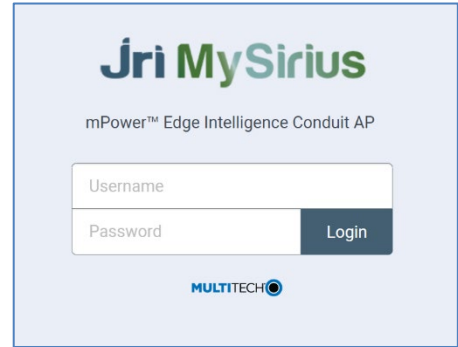 Jri MySirius
mPower™ Edge Intelligence Conduit AP
Username
Password
Login
MULTITECH